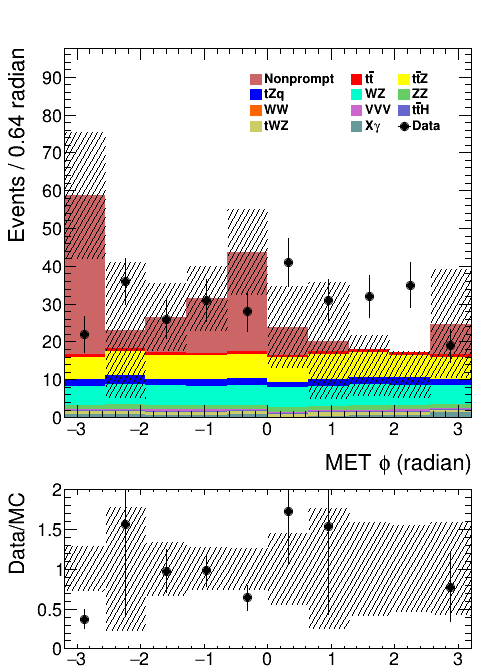 Events / 0.64 radian
90
80
70
60
50
40
30
20
10
0
Nonprompt tt̄ tt̄Z
tZq WZ ZZ
WW VVV tt̄H
tWZ Xγ Data
−3 −2 −1 0 1 2 3
MET ϕ (radian)
Data/MC
2
1.5
1
0.5
0
−3 −2 −1 0 1 2 3